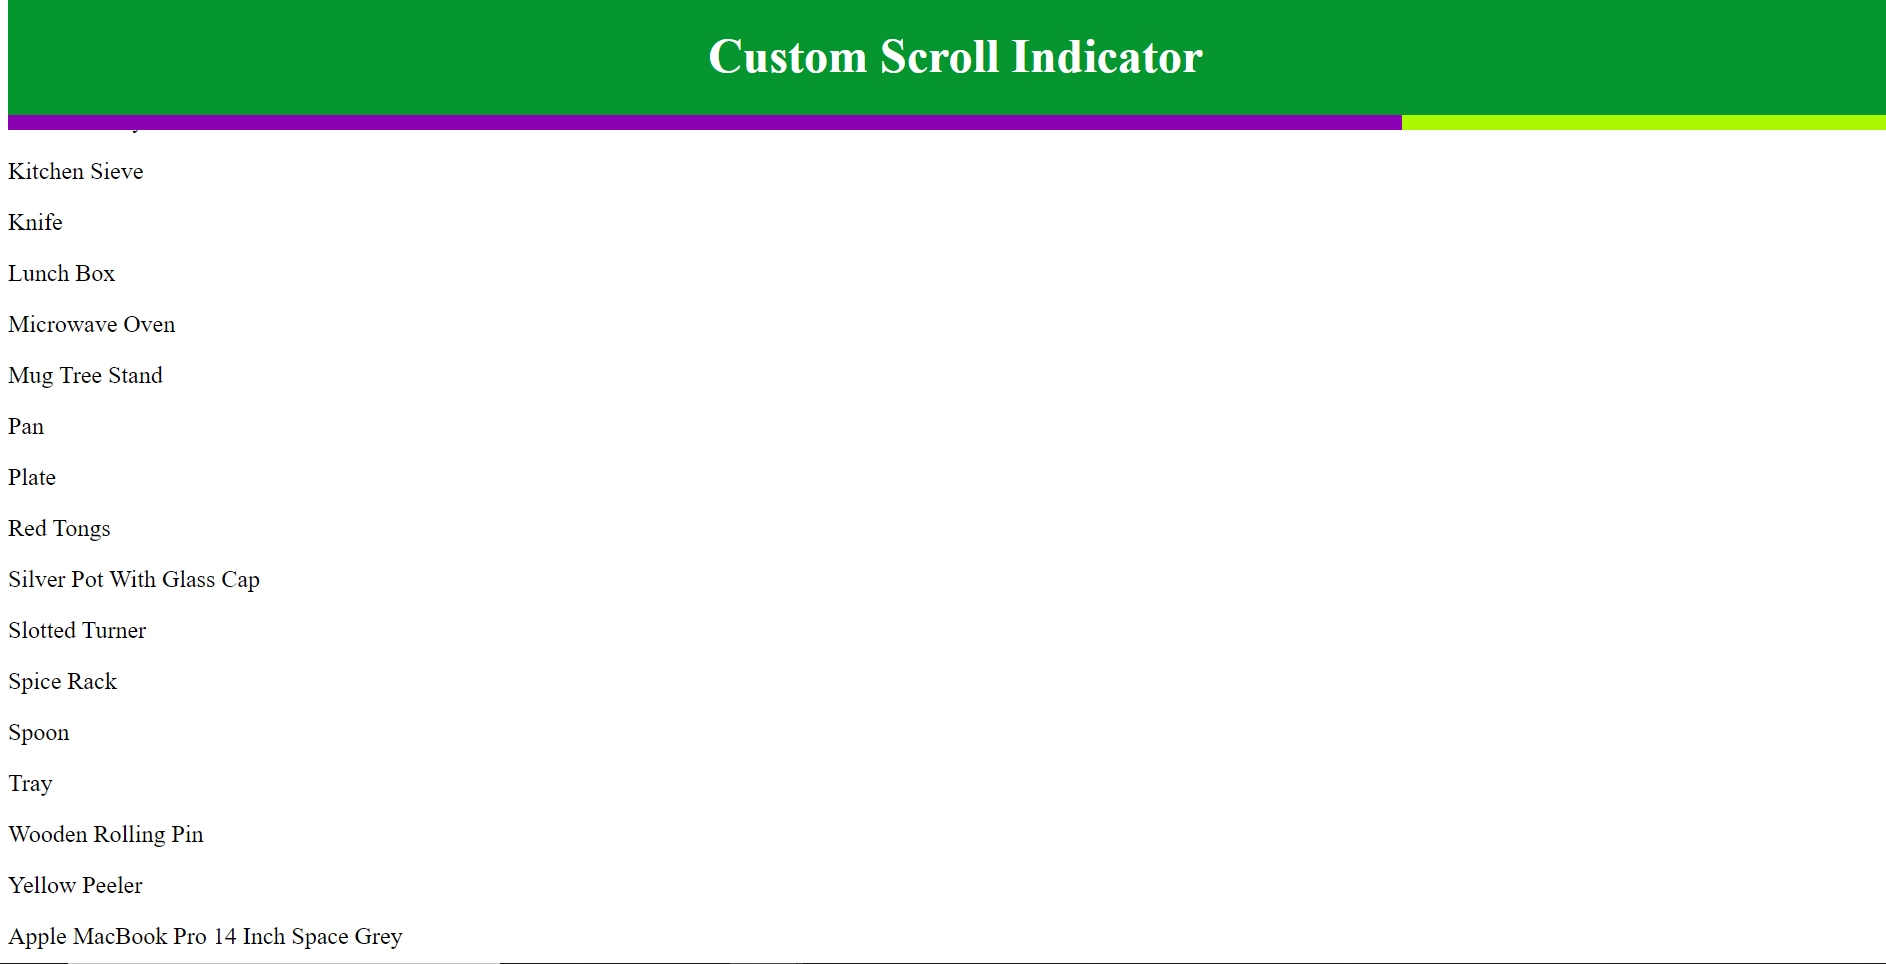 Custom Scroll Indicator
Kitchen Sieve
Knife
Lunch Box
Microwave Oven
Mug Tree Stand
Pan
Plate
Red Tongs
Silver Pot With Glass Cap
Slotted Turner
Spice Rack
Spoon
Tray
Wooden Rolling Pin
Yellow Peeler
Apple MacBook Pro 14 Inch Space Grey